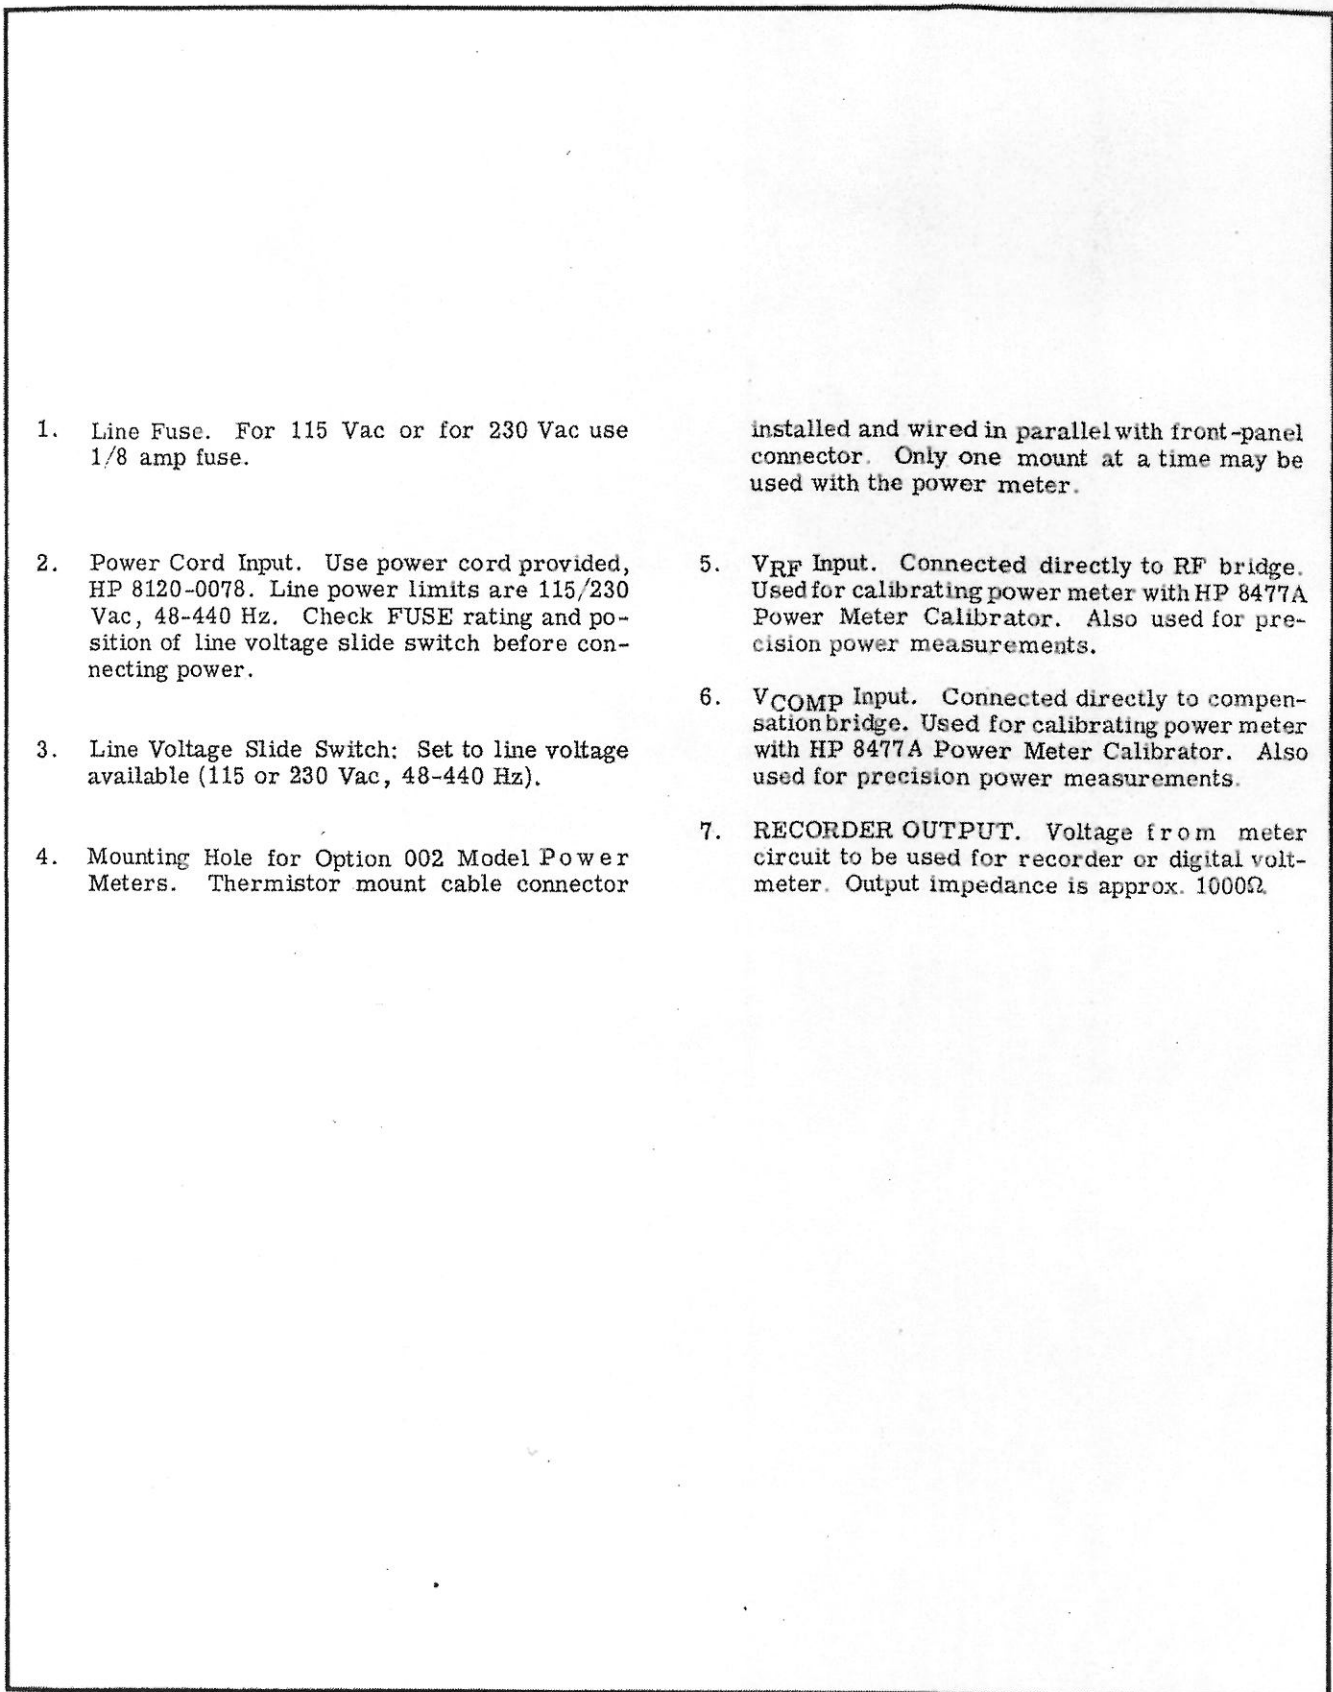 1. Line Fuse. For 115 Vac or for 230 Vac use
1/8 amp fuse.
2. Power Cord Input. Use power cord provided,
HP 8120-0078. Line power limits are 115/230
Vac, 48-440 Hz. Check FUSE rating and po-
sition of line voltage slide switch before con-
necting power.
3. Line Voltage Slide Switch: Set to line voltage
available (115 or 230 Vac, 48-440 Hz).
4. Mounting Hole for Option 002 Model Power
Meters. Thermistor mount cable connector
installed and wired in parallel with front-panel
connector. Only one mount at a time may be
used with the power meter.
5. VRF Input. Connected directly to RF bridge.
Used for calibrating power meter with HP 8477A
Power Meter Calibrator. Also used for pre-
cision power measurements.
6. VCOMP Input. Connected directly to compen-
sation bridge. Used for calibrating power meter
with HP 8477A Power Meter Calibrator. Also
used for precision power measurements.
7. RECORDER OUTPUT. Voltage from meter
circuit to be used for recorder or digital volt-
meter. Output impedance is approx. 1000Ω.